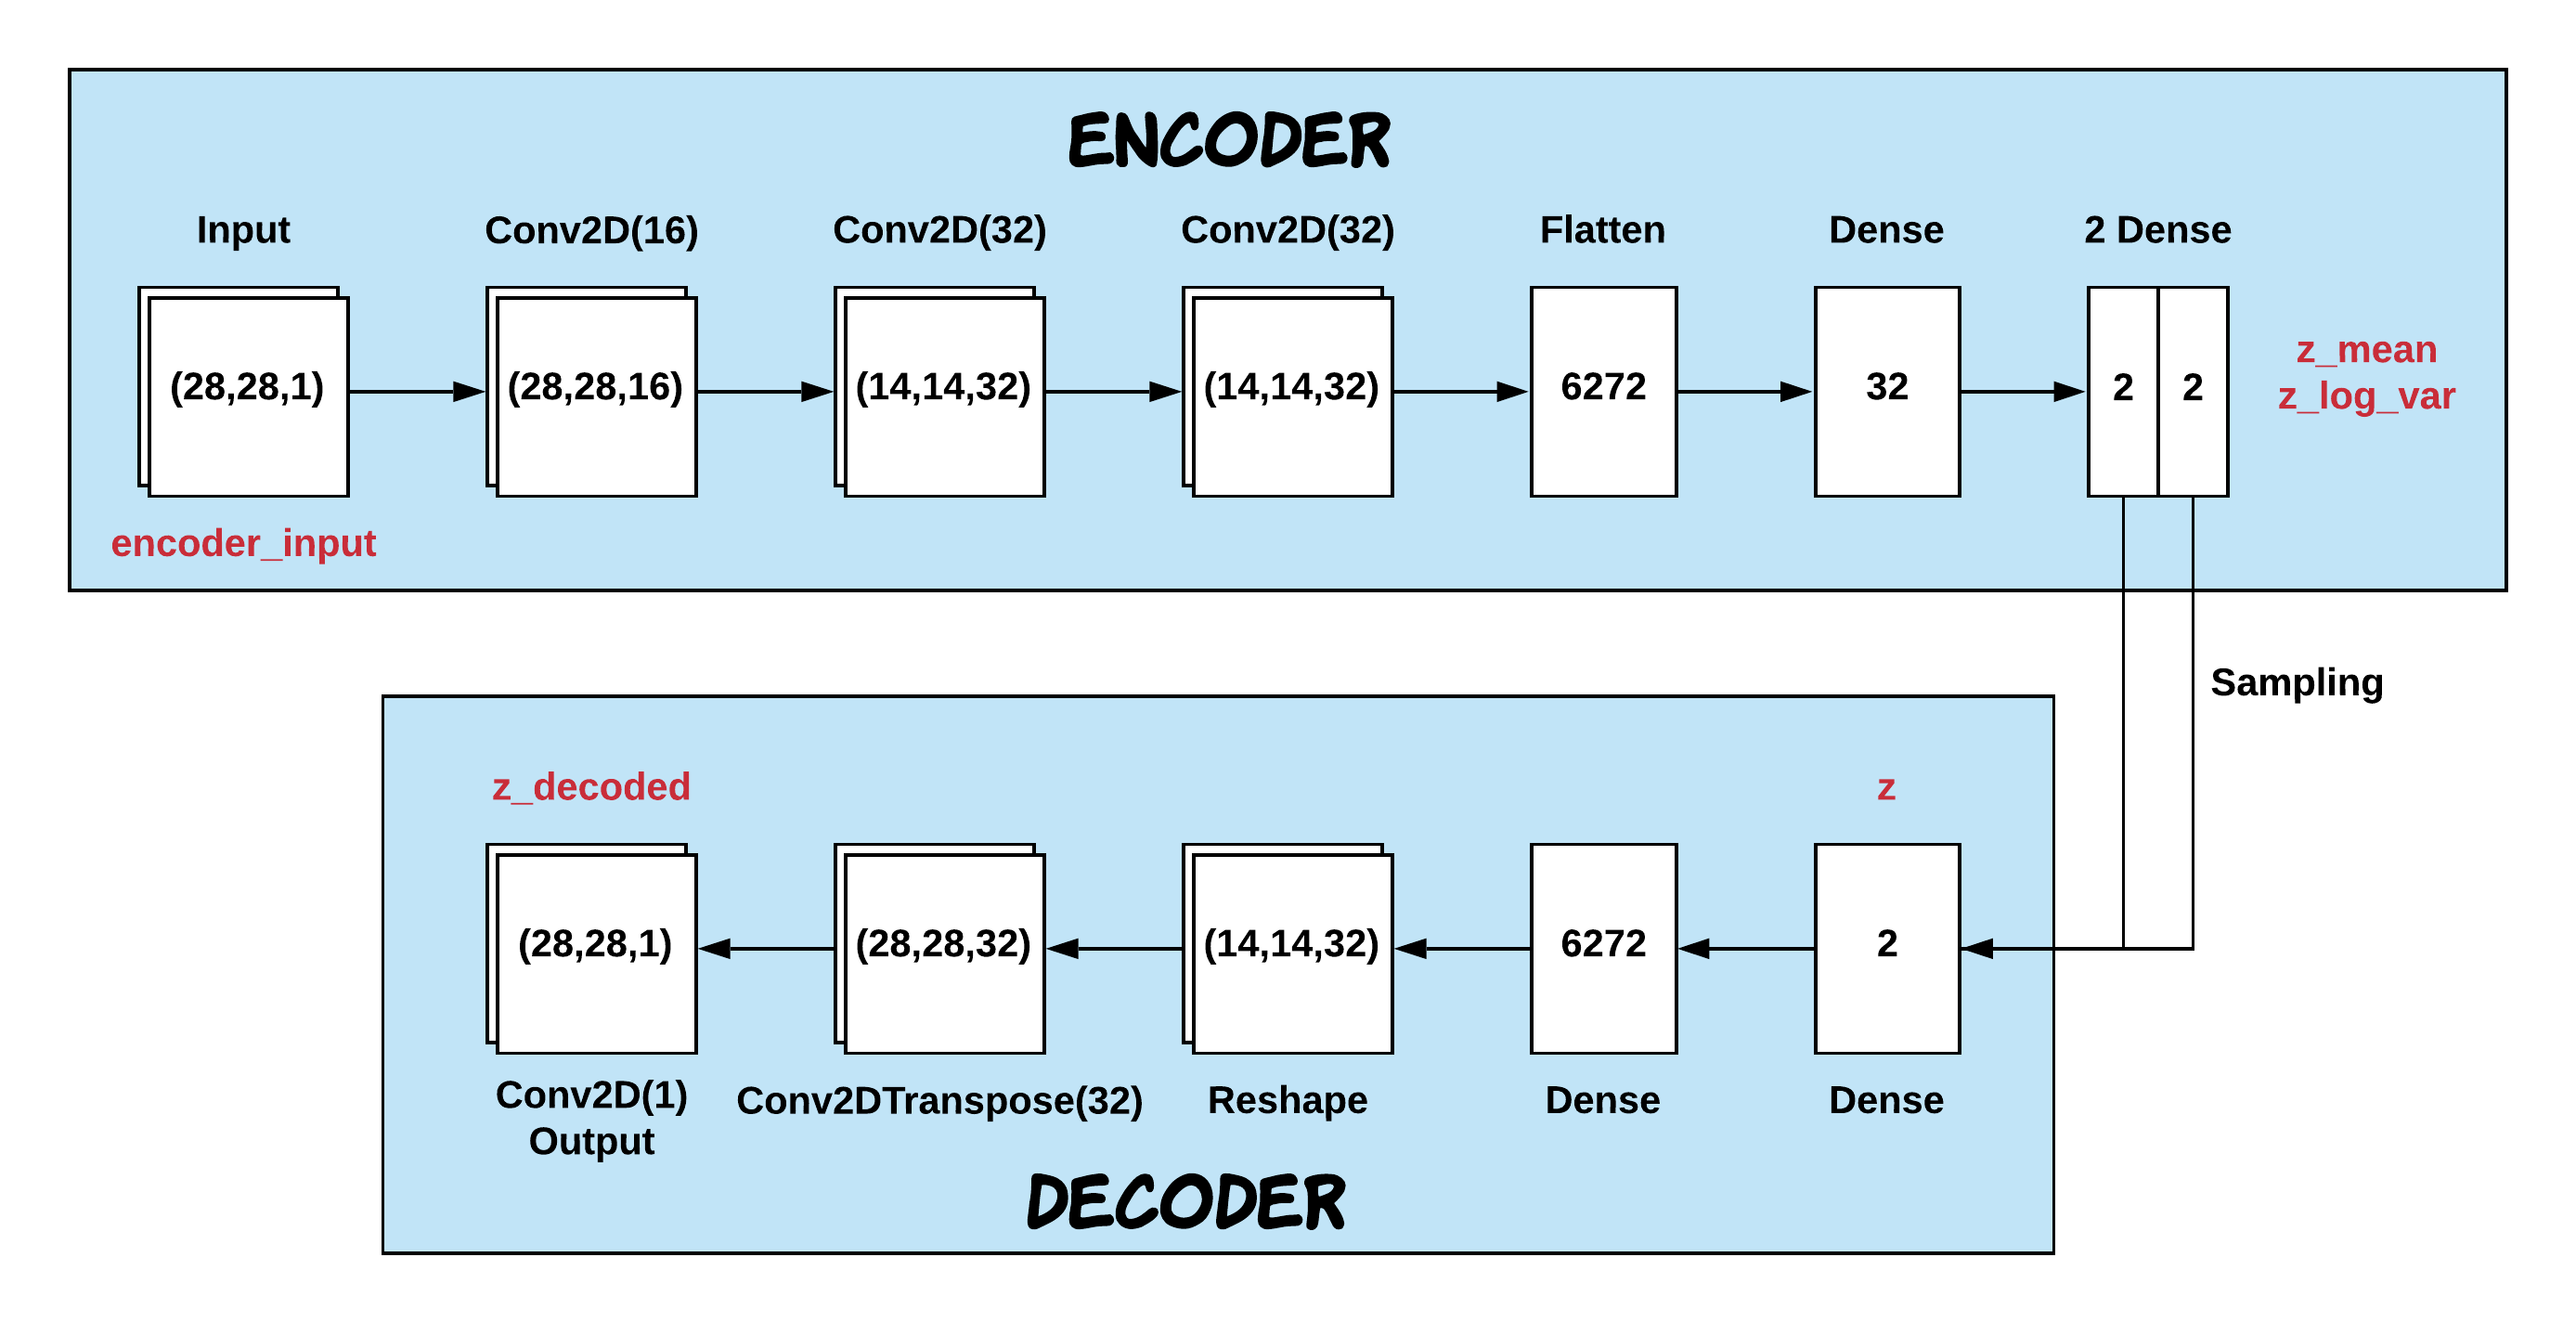 ENCODER
Input
Conv2D(16)
Conv2D(32)
Conv2D(32)
Flatten
Dense
2 Dense
(28,28,1)
(28,28,16)
(14,14,32)
(14,14,32)
6272
32
2
2
z_mean
z_log_var
encoder_input
Sampling
z_decoded
z
(28,28,1)
(28,28,32)
(14,14,32)
6272
2
Conv2D(1)
Output
Conv2DTranspose(32)
Reshape
Dense
Dense
DECODER